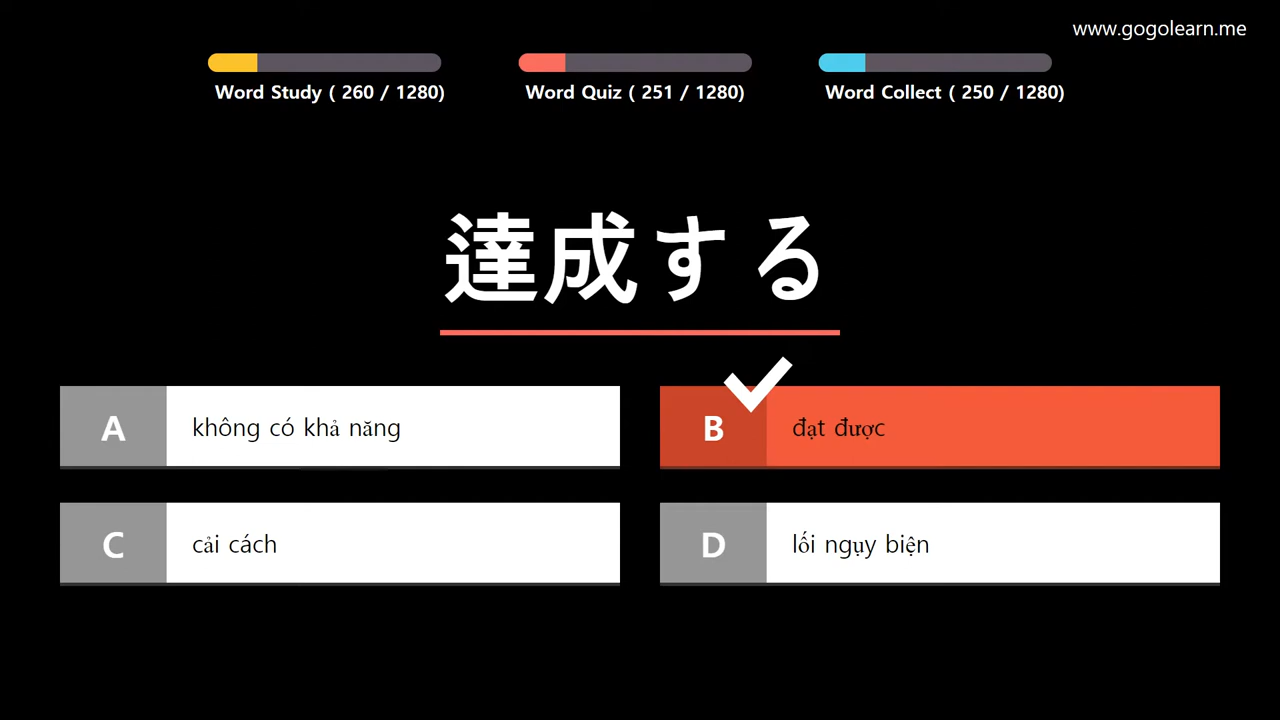 www.gogolearn.me
Word Study ( 260 / 1280)
Word Quiz ( 251 / 1280)
Word Collect ( 250 / 1280)
達成する
A không có khả năng
B đạt được
C cải cách
D lối ngụy biện